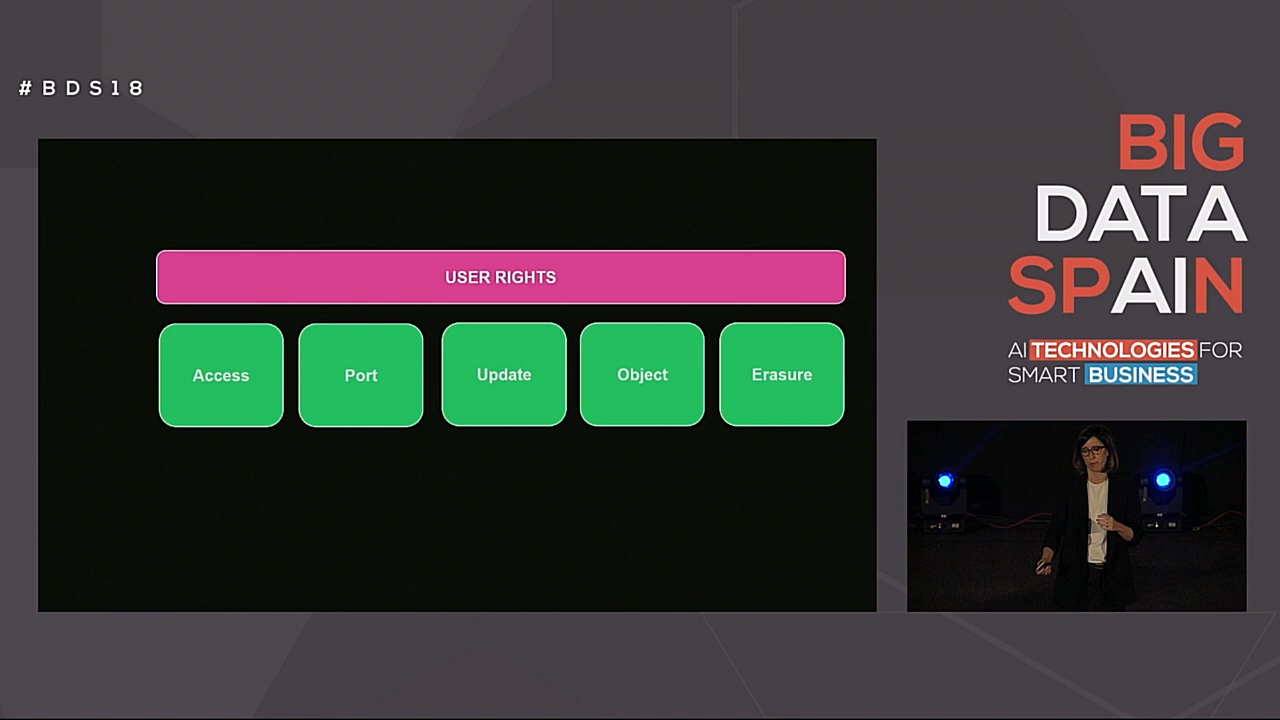 #BDS18
BIG
DATA
SPAIN
AI TECHNOLOGIES FOR
SMART BUSINESS
USER RIGHTS
Access
Port
Update
Object
Erasure